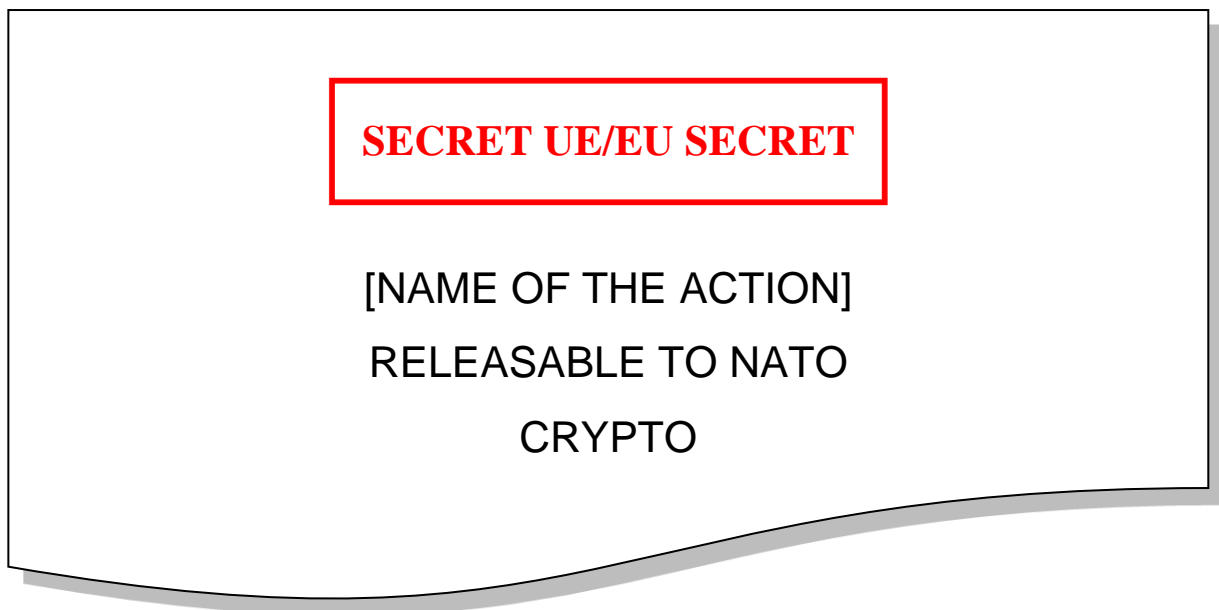 SECRET UE/EU SECRET
[NAME OF THE ACTION]
RELEASABLE TO NATO
CRYPTO